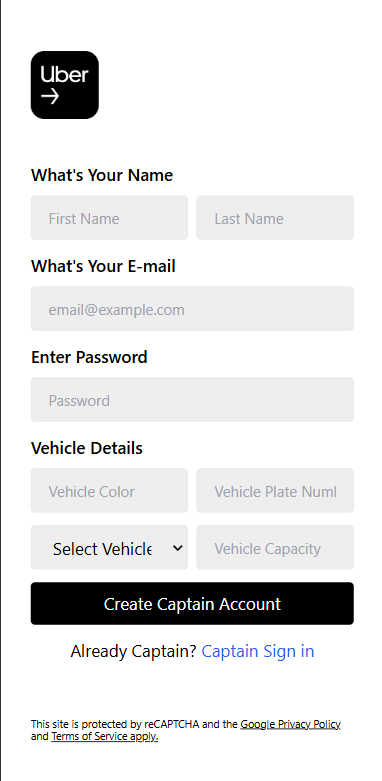 Uber
What's Your Name
First Name Last Name
What's Your E-mail
email@example.com
Enter Password
Password
Vehicle Details
Vehicle Color Vehicle Plate Numl
Select Vehicle Vehicle Capacity
Create Captain Account
Already Captain? Captain Sign in
This site is protected by reCAPTCHA and the Google Privacy Policy
and Terms of Service apply.